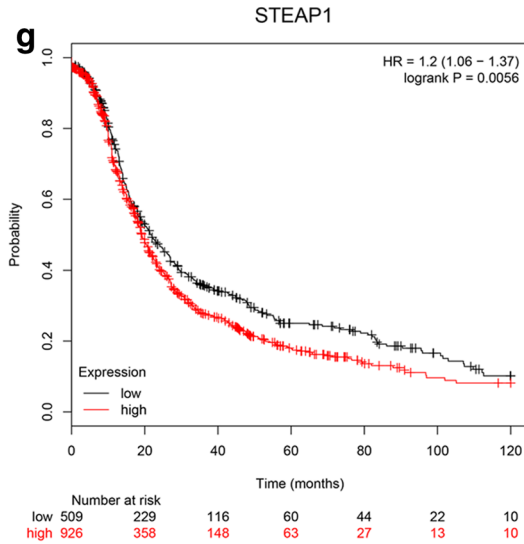 g
STEAP1
HR = 1.2 (1.06 − 1.37)
logrank P = 0.0056
Probability
1.0
0.8
0.6
0.4
0.2
0.0
Expression
low
high
0 20 40 60 80 100 120
Time (months)
Number at risk
low 509 229 116 60 44 22 10
high 926 358 148 63 27 13 10